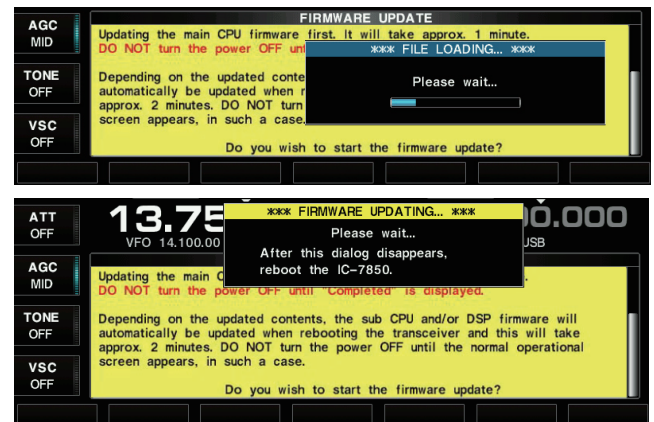 AGC
MID
TONE
OFF
VSC
OFF
FIRMWARE UPDATE
Updating the main CPU firmware first. It will take approx. 1 minute.
DO NOT turn the power OFF unt
*** FILE LOADING... ***
Please wait...
Depending on the updated conte
automatically be updated when r
approx. 2 minutes. DO NOT turn
screen appears, in such a case.
Do you wish to start the firmware update?
ATT
OFF
AGC
MID
TONE
OFF
VSC
OFF
13.75
VFO 14.100.00
00.000
USB
*** FIRMWARE UPDATING... ***
Please wait...
After this dialog disappears,
reboot the IC-7850.
Updating the main C
DO NOT turn the power OFF until "Completed" is displayed.
Depending on the updated contents, the sub CPU and/or DSP firmware will
automatically be updated when rebooting the transceiver and this will take
approx. 2 minutes. DO NOT turn the power OFF until the normal operational
screen appears, in such a case.
Do you wish to start the firmware update?